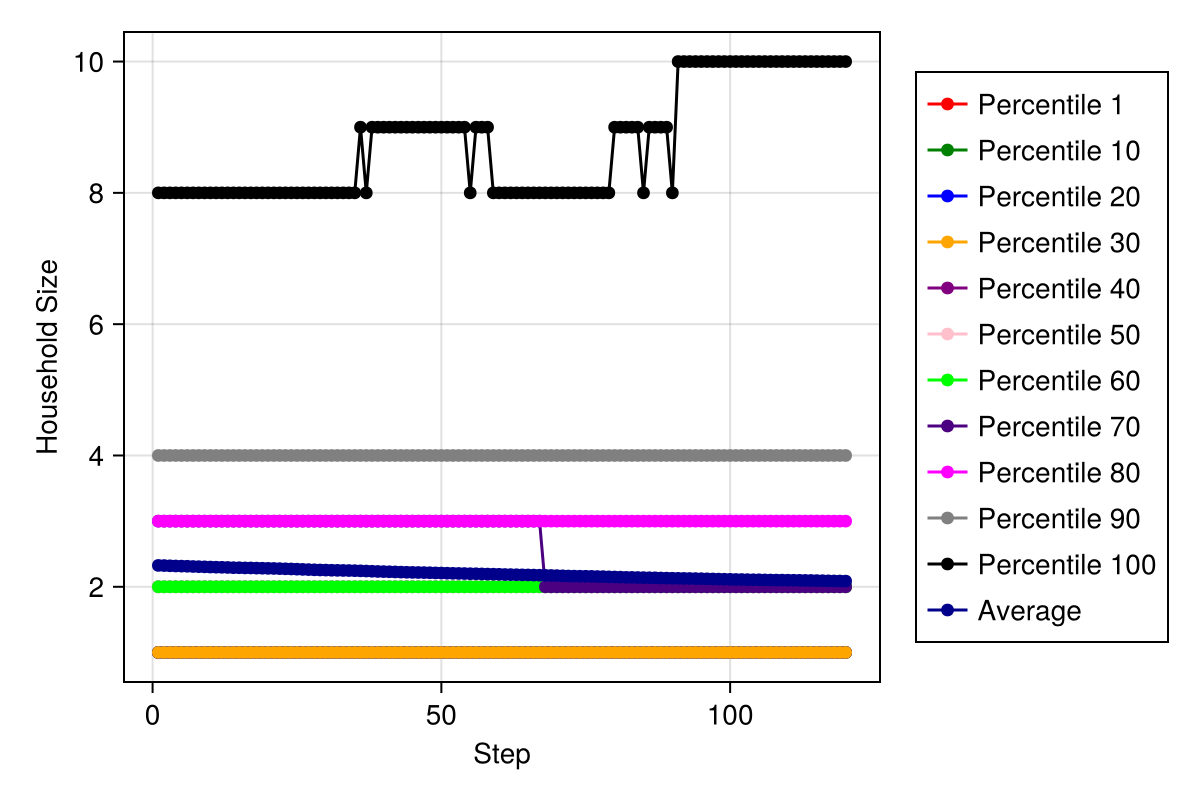 10
8
6
4
2
Household Size
0
50
100
Step
Percentile 1
Percentile 10
Percentile 20
Percentile 30
Percentile 40
Percentile 50
Percentile 60
Percentile 70
Percentile 80
Percentile 90
Percentile 100
Average